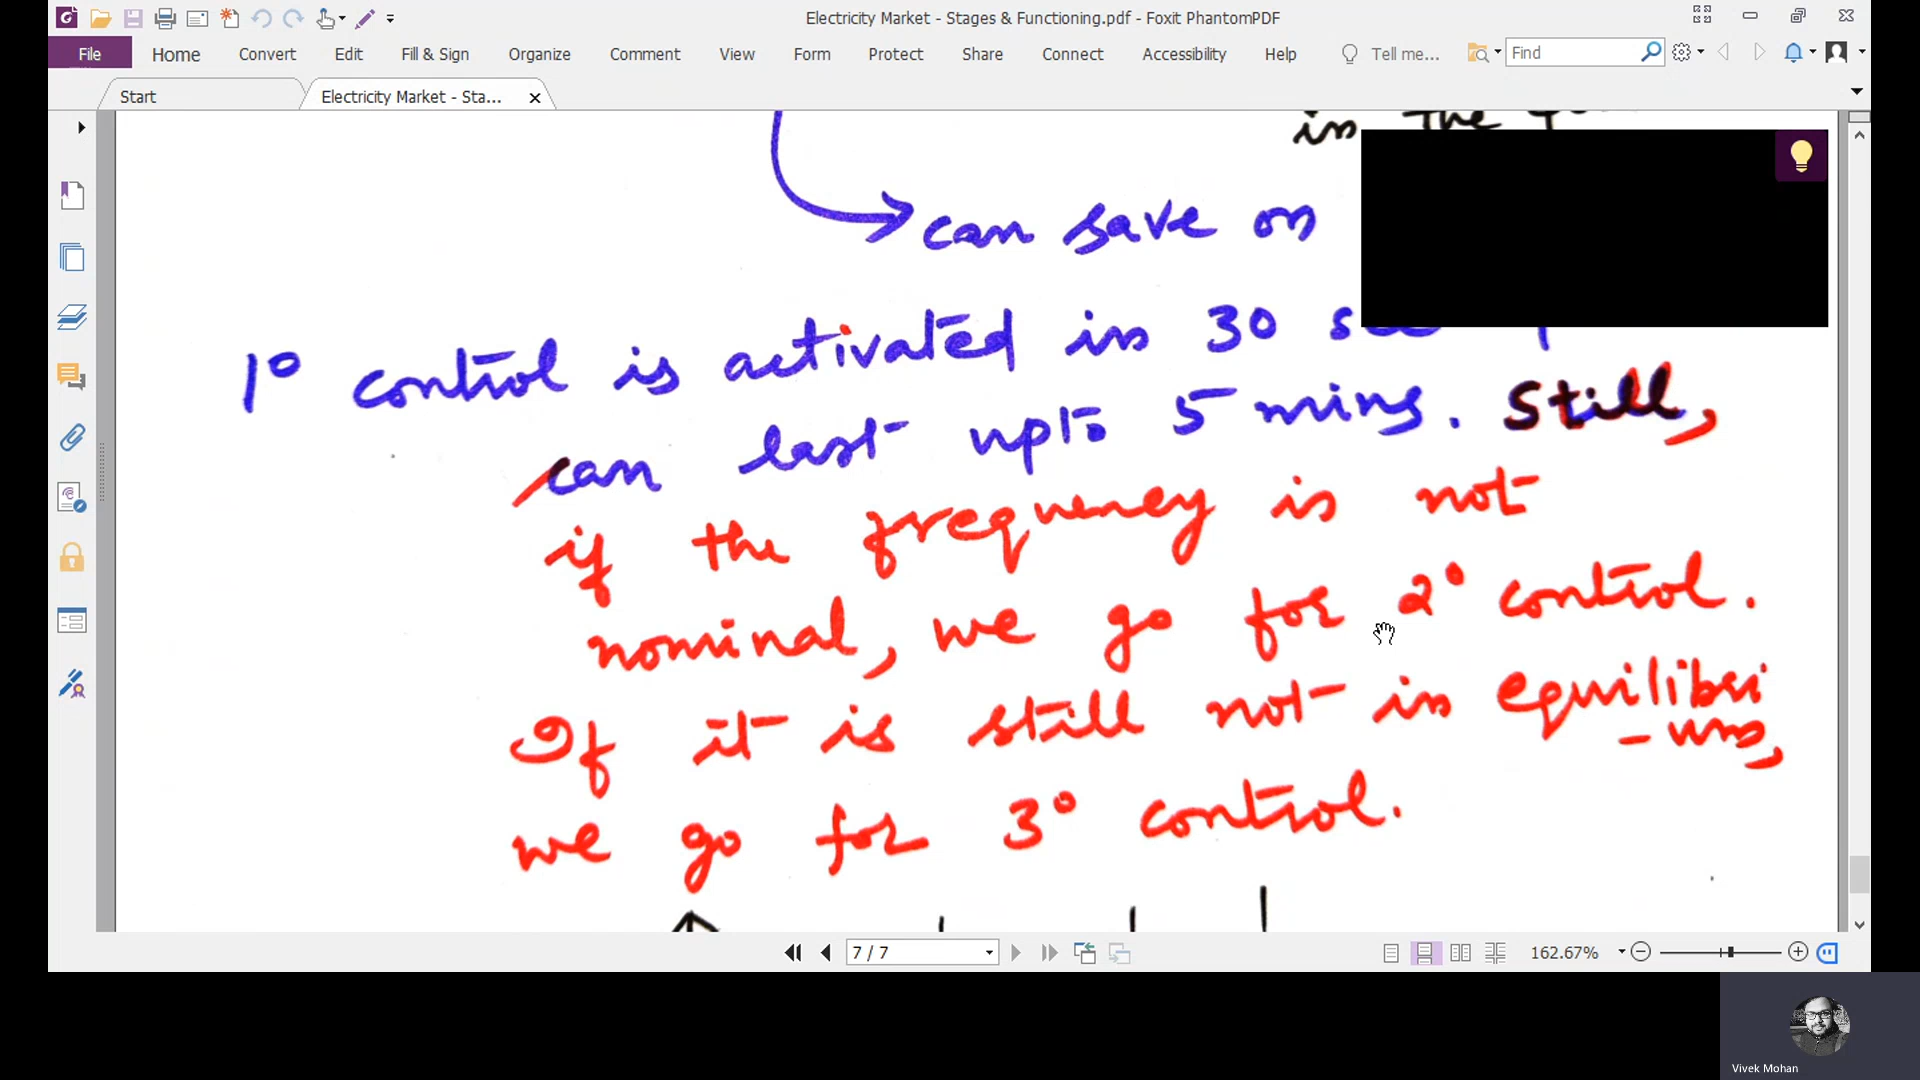 Electricity Market - Stages & Functioning.pdf - Foxit PhantomPDF
File Home Convert Edit Fill & Sign Organize Comment View Form Protect Share Connect Accessibility Help Tell me... Find
Start Electricity Market - Sta...
in the
can save on
1° control is activated in 30
can last upto 5 mins. Still,
if the frequency is not
nominal, we go for 2° control.
If it is still not in equilibri
-um,
we go for 3° control.
7 / 7 162.67%
Vivek Mohan